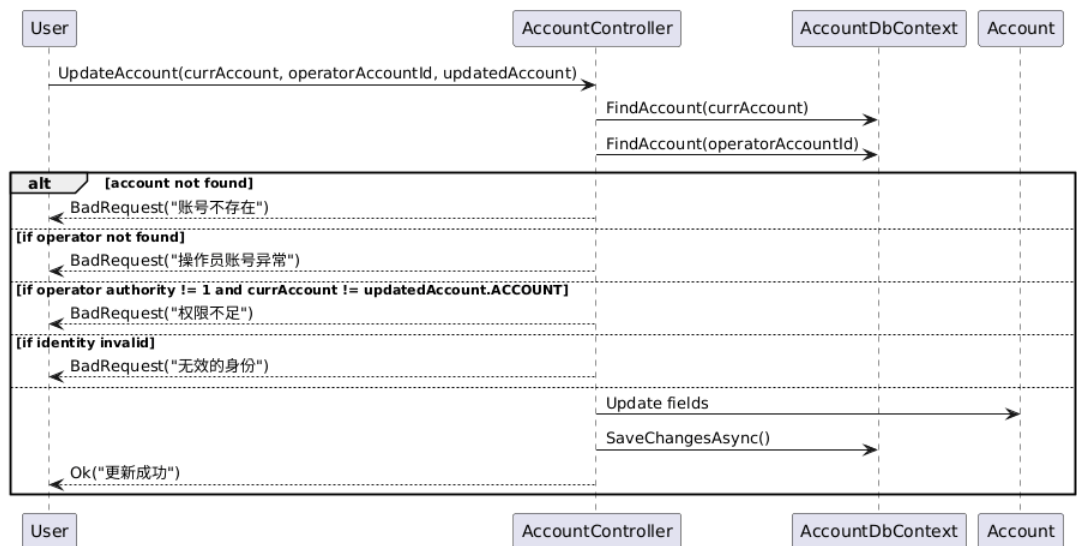 User AccountController AccountDbContext Account
UpdateAccount(currAccount, operatorAccountId, updatedAccount)
FindAccount(currAccount)
FindAccount(operatorAccountId)
alt [account not found]
BadRequest("账号不存在")
[if operator not found]
BadRequest("操作员账号异常")
[if operator authority != 1 and currAccount != updatedAccount.ACCOUNT]
BadRequest("权限不足")
[if identity invalid]
BadRequest("无效的身份")
Update fields
SaveChangesAsync()
Ok("更新成功")
User AccountController AccountDbContext Account